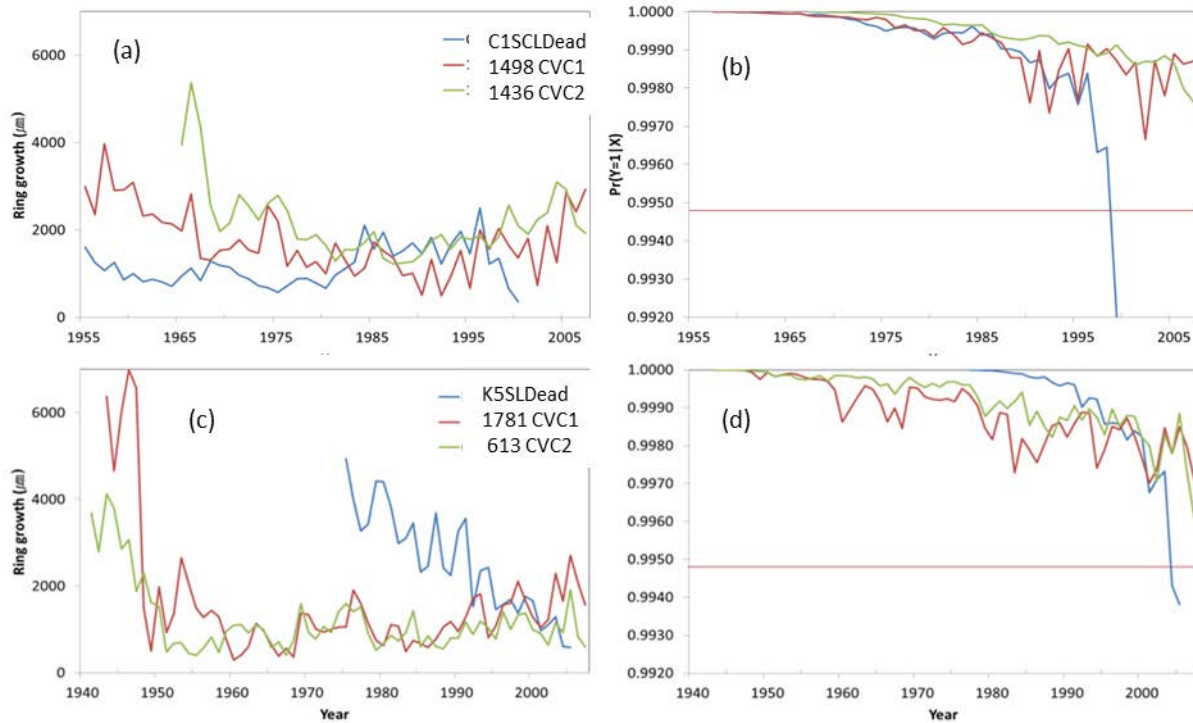 (a)
C1SCLDead
1498 CVC1
1436 CVC2
Ring growth (㎛)
6000
4000
2000
0
1955 1965 1975 1985 1995 2005
(b)
Pr(Y=1|X)
1.0000
0.9990
0.9980
0.9970
0.9960
0.9950
0.9940
0.9930
0.9920
1955 1965 1975 1985 1995 2005
(c)
K5SLDead
1781 CVC1
613 CVC2
Ring growth (㎛)
6000
4000
2000
0
1940 1950 1960 1970 1980 1990 2000
Year
(d)
1.0000
0.9990
0.9980
0.9970
0.9960
0.9950
0.9940
0.9930
0.9920
1940 1950 1960 1970 1980 1990 2000
Year